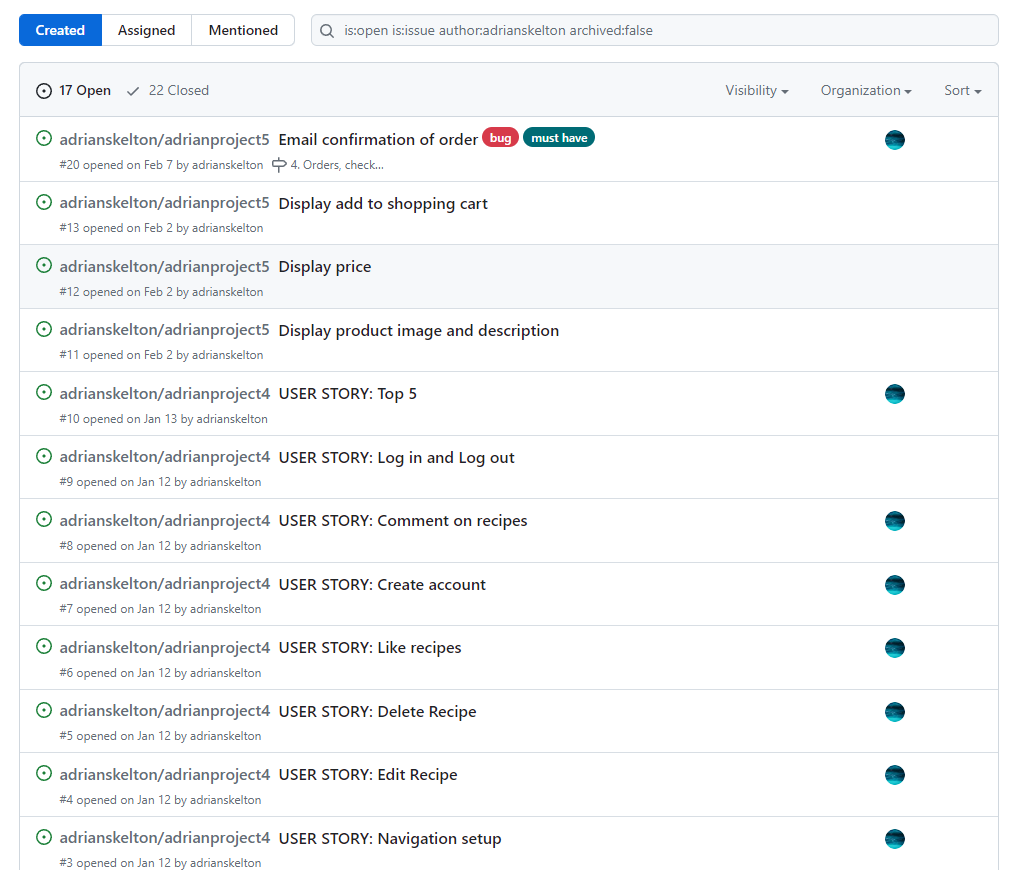 Created Assigned Mentioned is:open is:issue author:adrianskelton archived:false
17 Open 22 Closed Visibility Organization Sort
adrianskelton/adrianproject5 Email confirmation of order bug must have
#20 opened on Feb 7 by adrianskelton 4. Orders, check...
adrianskelton/adrianproject5 Display add to shopping cart
#13 opened on Feb 2 by adrianskelton
adrianskelton/adrianproject5 Display price
#12 opened on Feb 2 by adrianskelton
adrianskelton/adrianproject5 Display product image and description
#11 opened on Feb 2 by adrianskelton
adrianskelton/adrianproject4 USER STORY: Top 5
#10 opened on Jan 13 by adrianskelton
adrianskelton/adrianproject4 USER STORY: Log in and Log out
#9 opened on Jan 12 by adrianskelton
adrianskelton/adrianproject4 USER STORY: Comment on recipes
#8 opened on Jan 12 by adrianskelton
adrianskelton/adrianproject4 USER STORY: Create account
#7 opened on Jan 12 by adrianskelton
adrianskelton/adrianproject4 USER STORY: Like recipes
#6 opened on Jan 12 by adrianskelton
adrianskelton/adrianproject4 USER STORY: Delete Recipe
#5 opened on Jan 12 by adrianskelton
adrianskelton/adrianproject4 USER STORY: Edit Recipe
#4 opened on Jan 12 by adrianskelton
adrianskelton/adrianproject4 USER STORY: Navigation setup
#3 opened on Jan 12 by adrianskelton